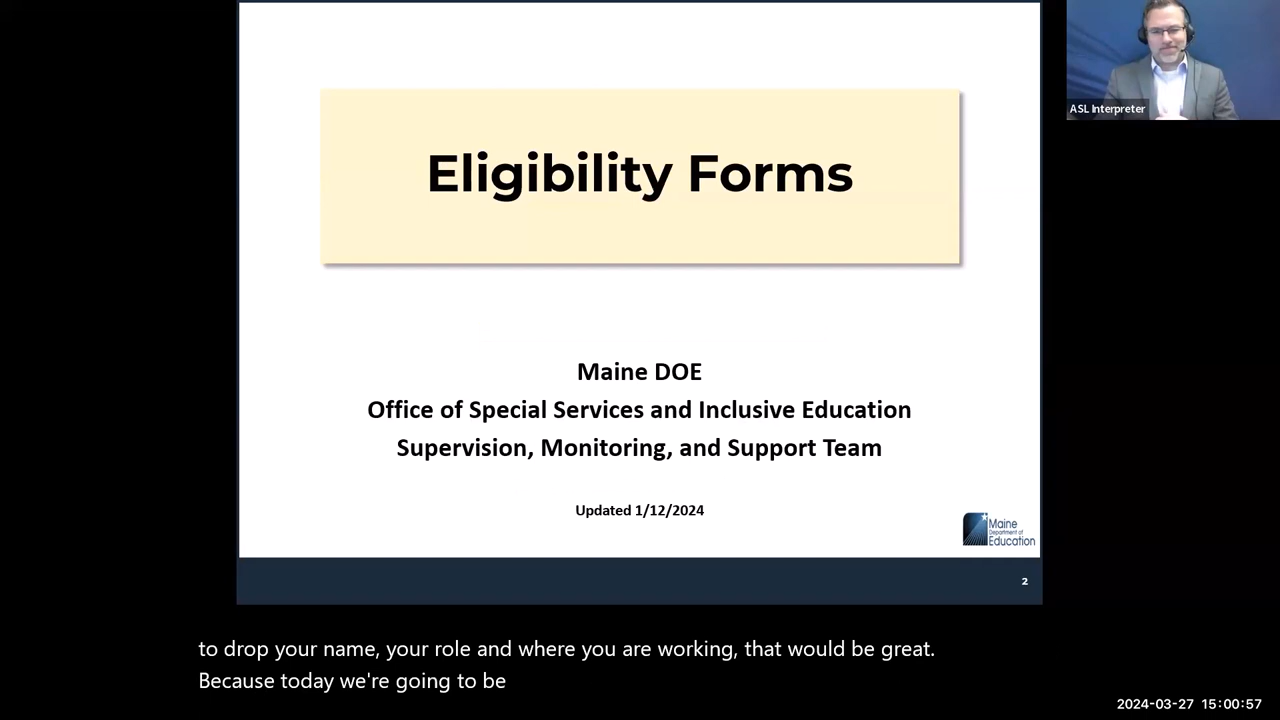 ASL Interpreter
Eligibility Forms
Maine DOE
Office of Special Services and Inclusive Education
Supervision, Monitoring, and Support Team
Updated 1/12/2024
Maine
Department of
Education
2
to drop your name, your role and where you are working, that would be great.
Because today we're going to be
2024-03-27 15:00:57